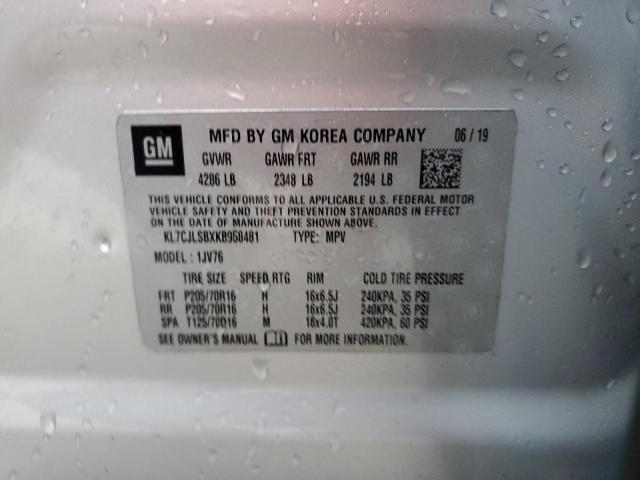 GM MFD BY GM KOREA COMPANY 06/19
GVWR GAWR FRT GAWR RR
4286 LB 2348 LB 2194 LB
THIS VEHICLE CONFORMS TO ALL APPLICABLE U.S. FEDERAL MOTOR
VEHICLE SAFETY AND THEFT PREVENTION STANDARDS IN EFFECT
ON THE DATE OF MANUFACTURE SHOWN ABOVE.
KL7CJLSBXKB958481 TYPE: MPV
MODEL: 1JV76
TIRE SIZE SPEED RTG RIM COLD TIRE PRESSURE
FRT P205/70R16 H 16x6.5J 240KPA, 35 PSI
RR P205/70R16 H 16x6.5J 240KPA, 35 PSI
SPA T125/70D16 M 16x4.0T 420KPA, 60 PSI
SEE OWNER'S MANUAL FOR MORE INFORMATION.